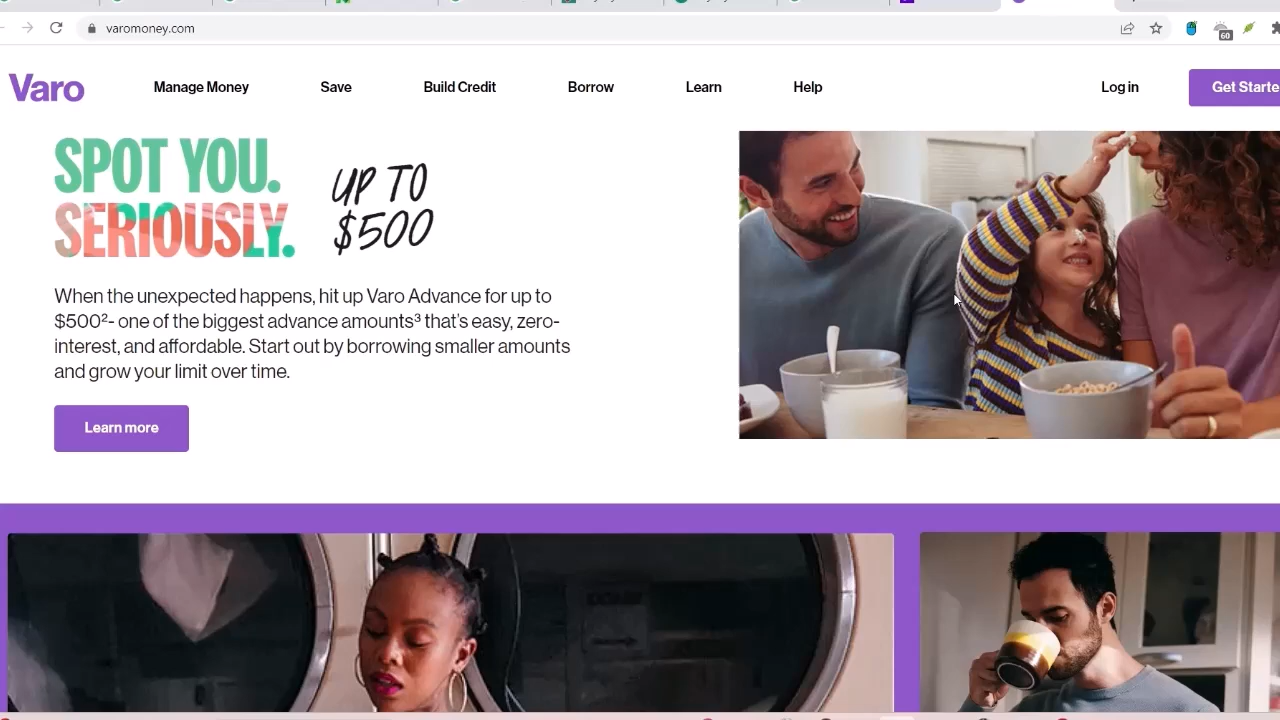 varomoney.com
60
Varo
Manage Money
Save
Build Credit
Borrow
Learn
Help
Log in
Get Starte
SPOT YOU.
SERIOUSLY.
UP TO
$500
When the unexpected happens, hit up Varo Advance for up to
$500²- one of the biggest advance amounts³ that's easy, zero-
interest, and affordable. Start out by borrowing smaller amounts
and grow your limit over time.
Learn more